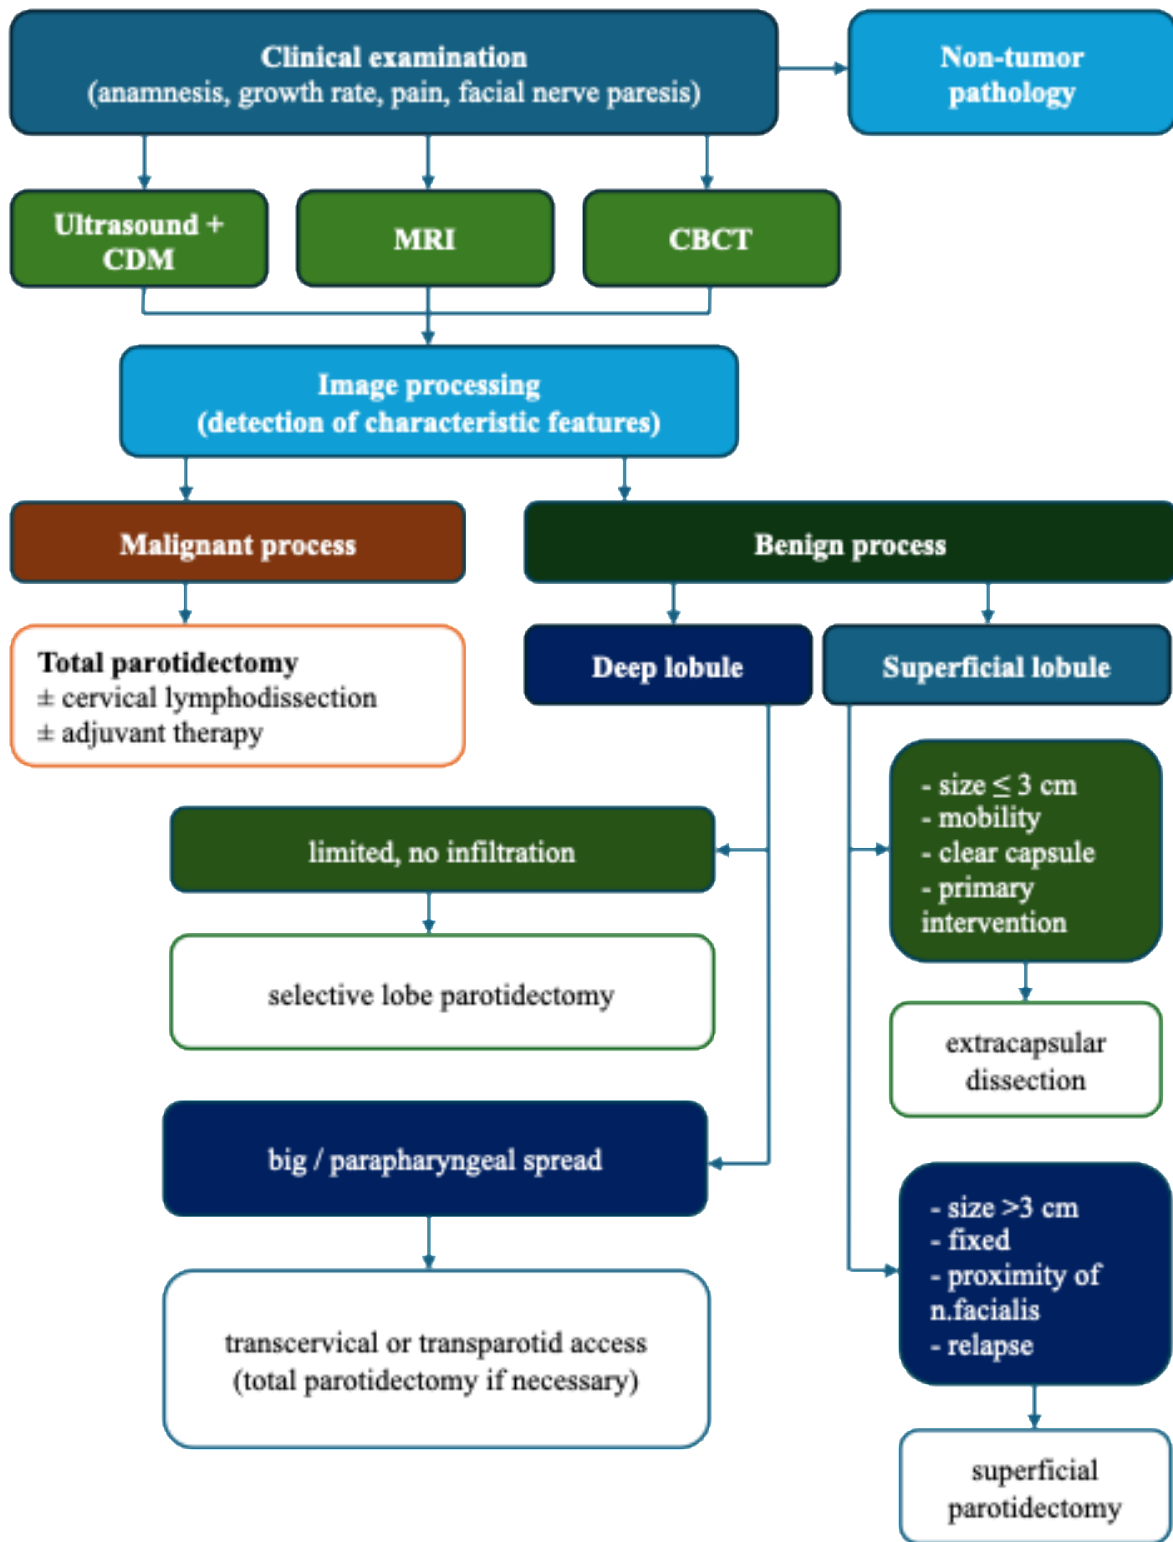 Clinical examination
(anamnesis, growth rate, pain, facial nerve paresis)
Non-tumor
pathology
Ultrasound +
CDM
MRI
CBCT
Image processing
(detection of characteristic features)
Malignant process
Benign process
Total parotidectomy
± cervical lymphodissection
± adjuvant therapy
Deep lobule
Superficial lobule
- size ≤ 3 cm
- mobility
- clear capsule
- primary
intervention
limited, no infiltration
selective lobe parotidectomy
extracapsular
dissection
big / parapharyngeal spread
- size >3 cm
- fixed
- proximity of
n.facialis
- relapse
transcervical or transparotid access
(total parotidectomy if necessary)
superficial
parotidectomy